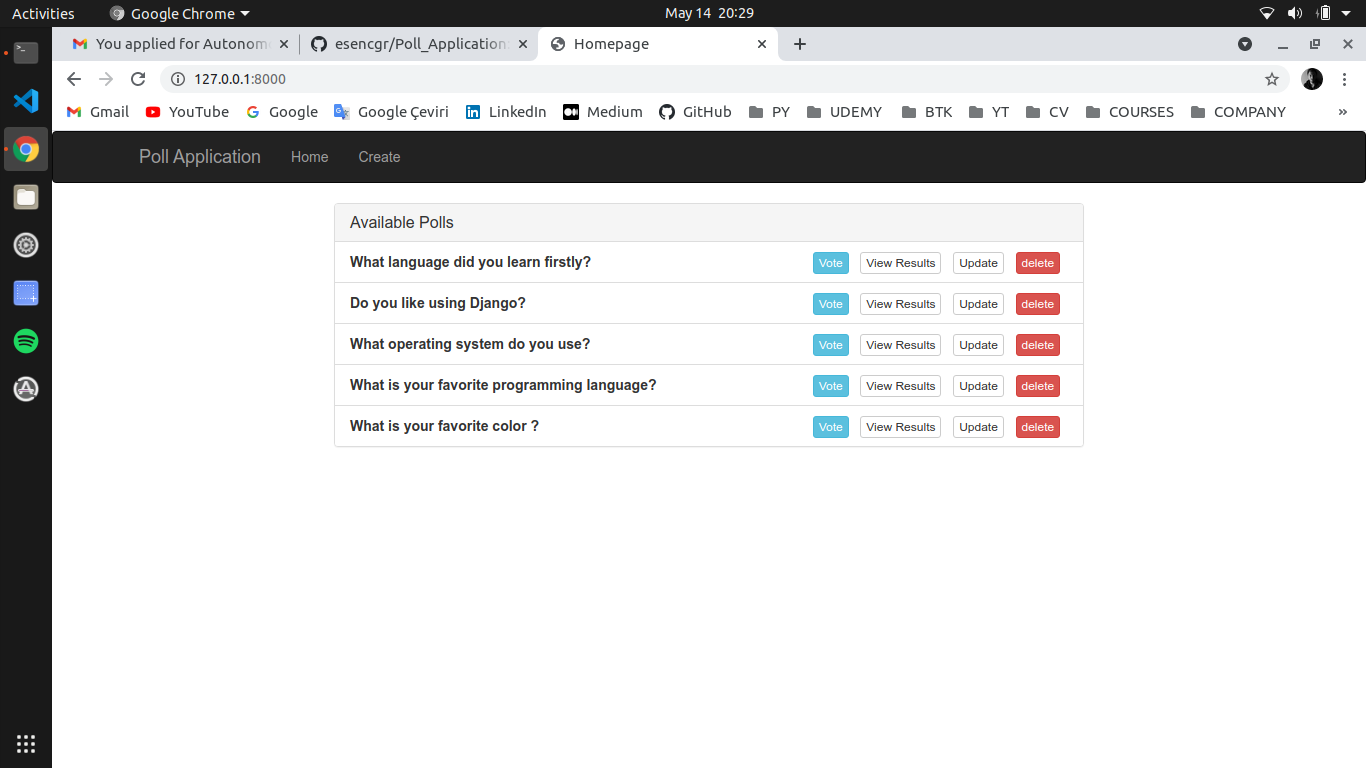 Activities Google Chrome May 14 20:29
You applied for Autonom esencgr/Poll_Application Homepage
127.0.0.1:8000
Gmail YouTube Google Google Çeviri LinkedIn Medium GitHub PY UDEMY BTK YT CV COURSES COMPANY »
Poll Application Home Create
Available Polls
What language did you learn firstly? Vote View Results Update delete
Do you like using Django? Vote View Results Update delete
What operating system do you use? Vote View Results Update delete
What is your favorite programming language? Vote View Results Update delete
What is your favorite color ? Vote View Results Update delete